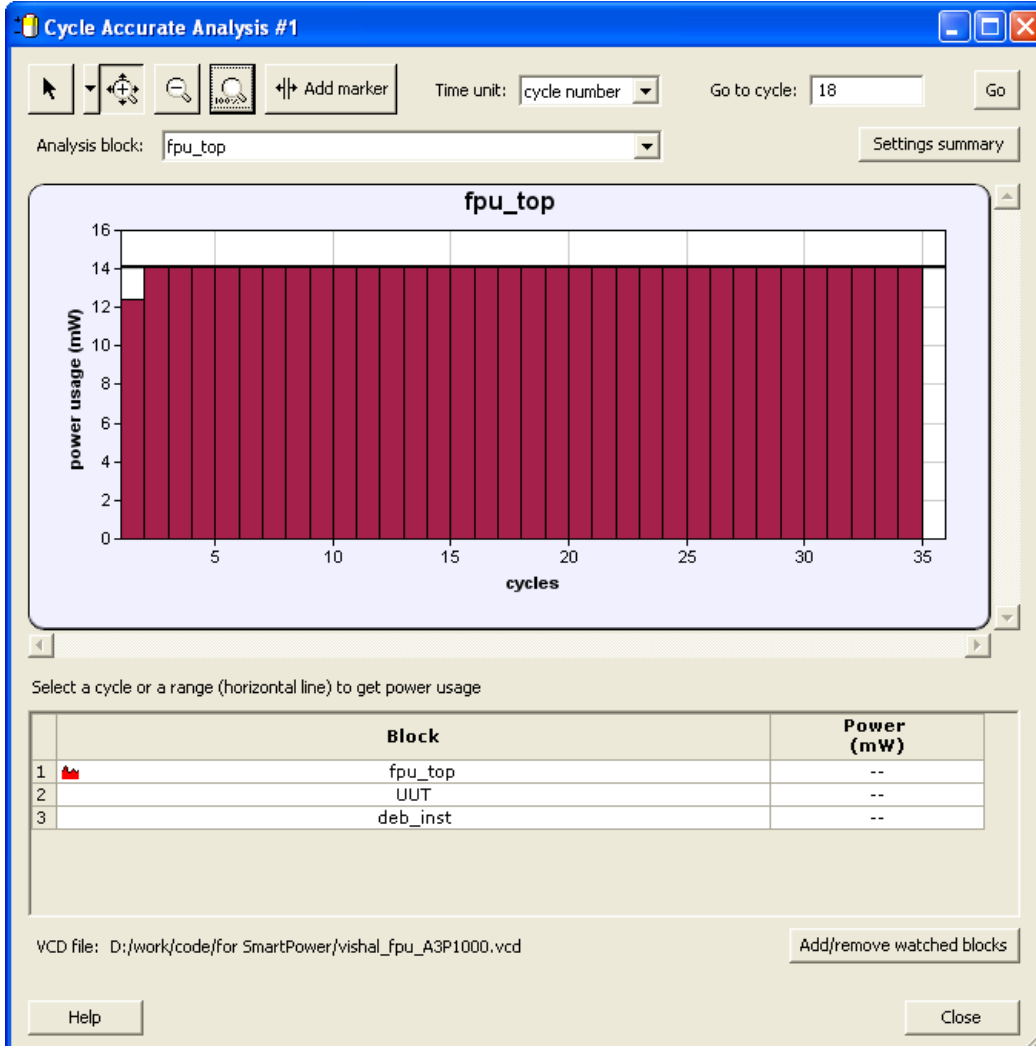 Cycle Accurate Analysis #1
100% Add marker Time unit: cycle number Go to cycle: 18 Go
Analysis block: fpu_top Settings summary
fpu_top
16
14
12
10
8
6
4
2
0
power usage (mW)
5 10 15 20 25 30 35
cycles
Select a cycle or a range (horizontal line) to get power usage
Block Power (mW)
1 fpu_top --
2 UUT --
3 deb_inst --
VCD file: D:/work/code/for SmartPower/vishal_fpu_A3P1000.vcd Add/remove watched blocks
Help Close